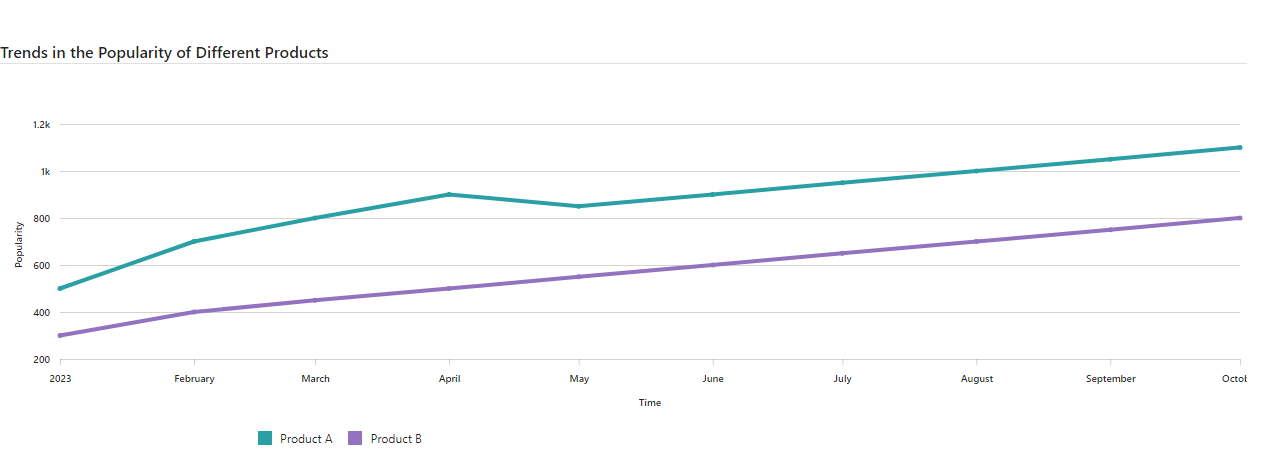 Trends in the Popularity of Different Products
1.2k
1k
800
600
400
200
Popularity
2023 February March April May June July August September Octob
Time
Product A Product B